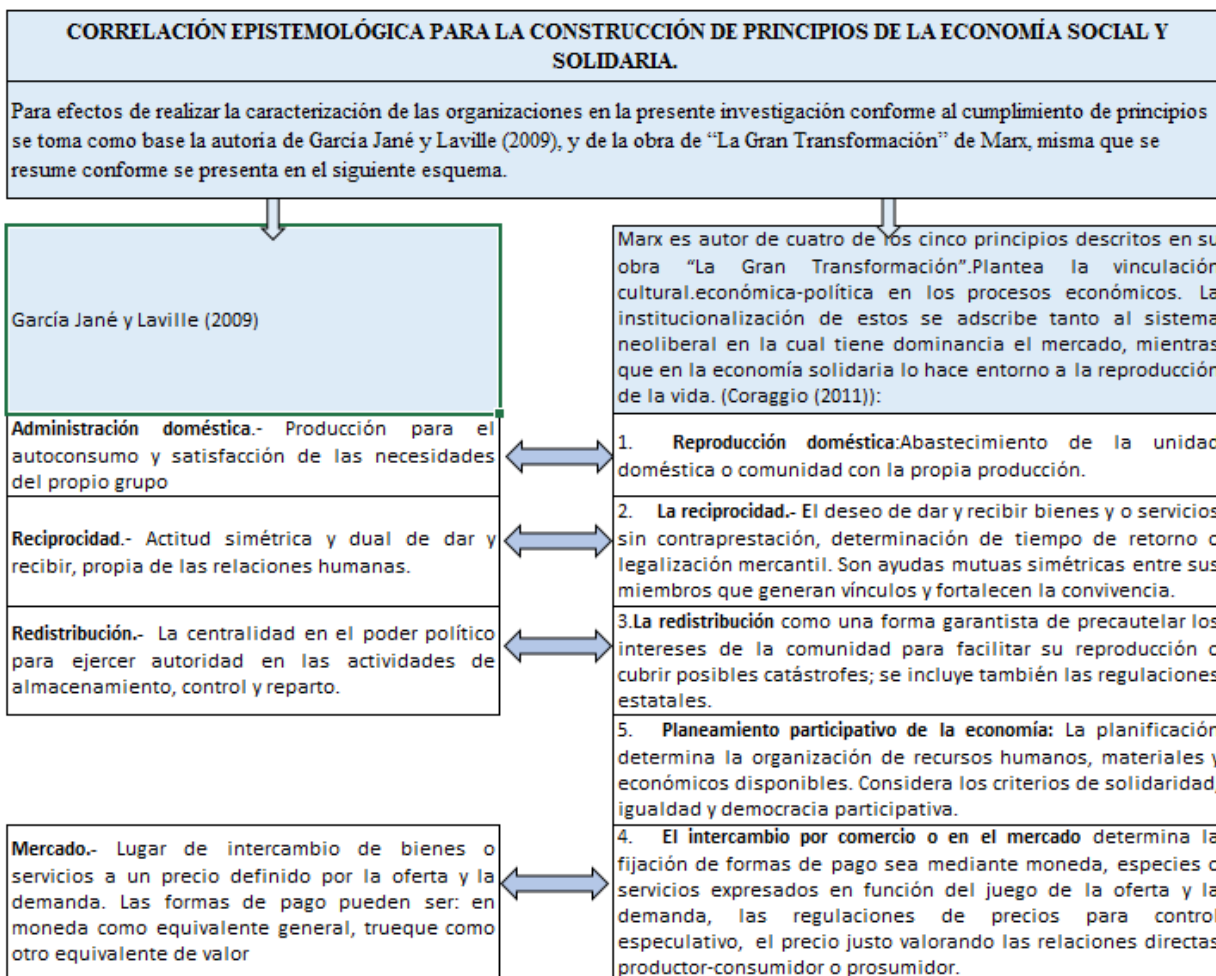 CORRELACIÓN EPISTEMOLÓGICA PARA LA CONSTRUCCIÓN DE PRINCIPIOS DE LA ECONOMÍA SOCIAL Y
SOLIDARIA.
Para efectos de realizar la caracterización de las organizaciones en la presente investigación conforme al cumplimiento de principios
se toma como base la autoria de García Jané y Laville (2009), y de la obra de “La Gran Transformación” de Marx, misma que se
resume conforme se presenta en el siguiente esquema.
García Jané y Laville (2009)
Marx es autor de cuatro de los cinco principios descritos en su
obra “La Gran Transformación”.Plantea la vinculación
cultural.económica-política en los procesos económicos. La
institucionalización de estos se adscribe tanto al sistema
neoliberal en la cual tiene dominancia el mercado, mientras
que en la economía solidaria lo hace entorno a la reproducción
de la vida. (Coraggio (2011)):
Administración doméstica.- Producción para el
autoconsumo y satisfacción de las necesidades
del propio grupo
1. Reproducción doméstica:Abastecimiento de la unidad
doméstica o comunidad con la propia producción.
Reciprocidad.- Actitud simétrica y dual de dar y
recibir, propia de las relaciones humanas.
2. La reciprocidad.- El deseo de dar y recibir bienes y o servicios
sin contraprestación, determinación de tiempo de retorno o
legalización mercantil. Son ayudas mutuas simétricas entre sus
miembros que generan vínculos y fortalecen la convivencia.
Redistribución.- La centralidad en el poder político
para ejercer autoridad en las actividades de
almacenamiento, control y reparto.
3.La redistribución como una forma garantista de precautelar los
intereses de la comunidad para facilitar su reproducción o
cubrir posibles catástrofes; se incluye también las regulaciones
estatales.
5. Planeamiento participativo de la economía: La planificación
determina la organización de recursos humanos, materiales y
económicos disponibles. Considera los criterios de solidaridad,
igualdad y democracia participativa.
Mercado.- Lugar de intercambio de bienes o
servicios a un precio definido por la oferta y la
demanda. Las formas de pago pueden ser: en
moneda como equivalente general, trueque como
otro equivalente de valor
4. El intercambio por comercio o en el mercado determina la
fijación de formas de pago sea mediante moneda, especies o
servicios expresados en función del juego de la oferta y la
demanda, las regulaciones de precios para control
especulativo, el precio justo valorando las relaciones directas
productor-consumidor o prosumidor.